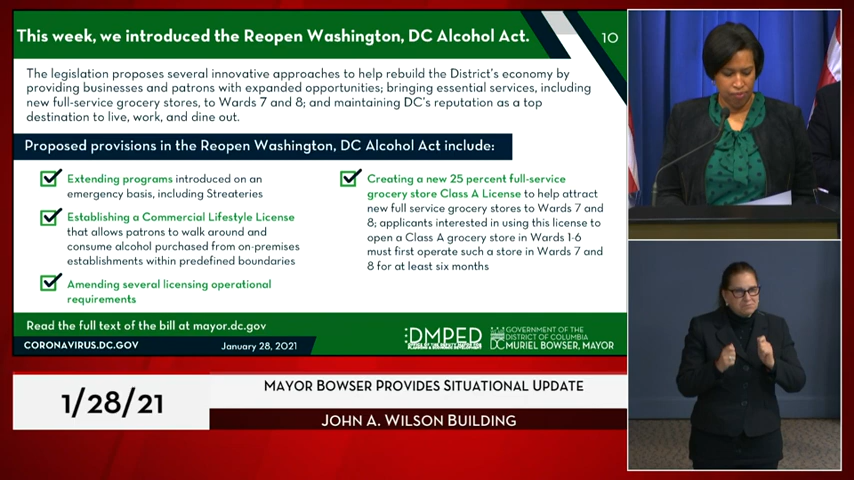 This week, we introduced the Reopen Washington, DC Alcohol Act.
10
The legislation proposes several innovative approaches to help rebuild the District's economy by
providing businesses and patrons with expanded opportunities; bringing essential services, including
new full-service grocery stores, to Wards 7 and 8; and maintaining DC's reputation as a top
destination to live, work, and dine out.
Proposed provisions in the Reopen Washington, DC Alcohol Act include:
Extending programs introduced on an
emergency basis, including Streateries
Establishing a Commercial Lifestyle License
that allows patrons to walk around and
consume alcohol purchased from on-premises
establishments within predefined boundaries
Amending several licensing operational
requirements
Creating a new 25 percent full-service
grocery store Class A License to help attract
new full service grocery stores to Wards 7 and
8; applicants interested in using this license to
open a Class A grocery store in Wards 1-6
must first operate such a store in Wards 7 and
8 for at least six months
Read the full text of the bill at mayor.dc.gov
CORONAVIRUS.DC.GOV
January 28, 2021
DMPED
GOVERNMENT OF THE
DISTRICT OF COLUMBIA
DC MURIEL BOWSER, MAYOR
1/28/21
MAYOR BOWSER PROVIDES SITUATIONAL UPDATE
JOHN A. WILSON BUILDING